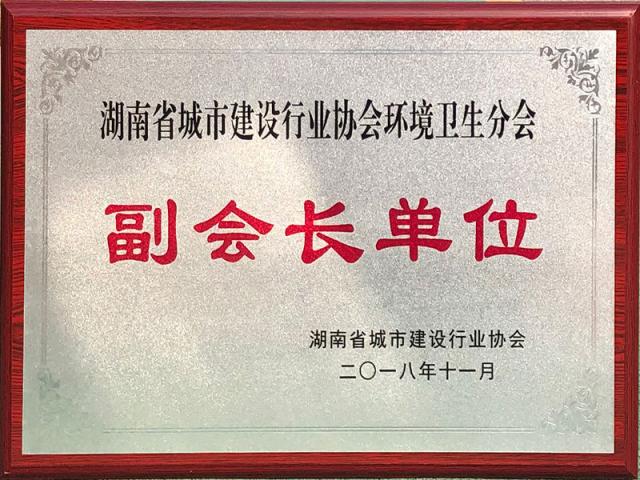 湖南省城市建设行业协会环境卫生分会
副会长单位
湖南省城市建设行业协会
二〇一八年十一月